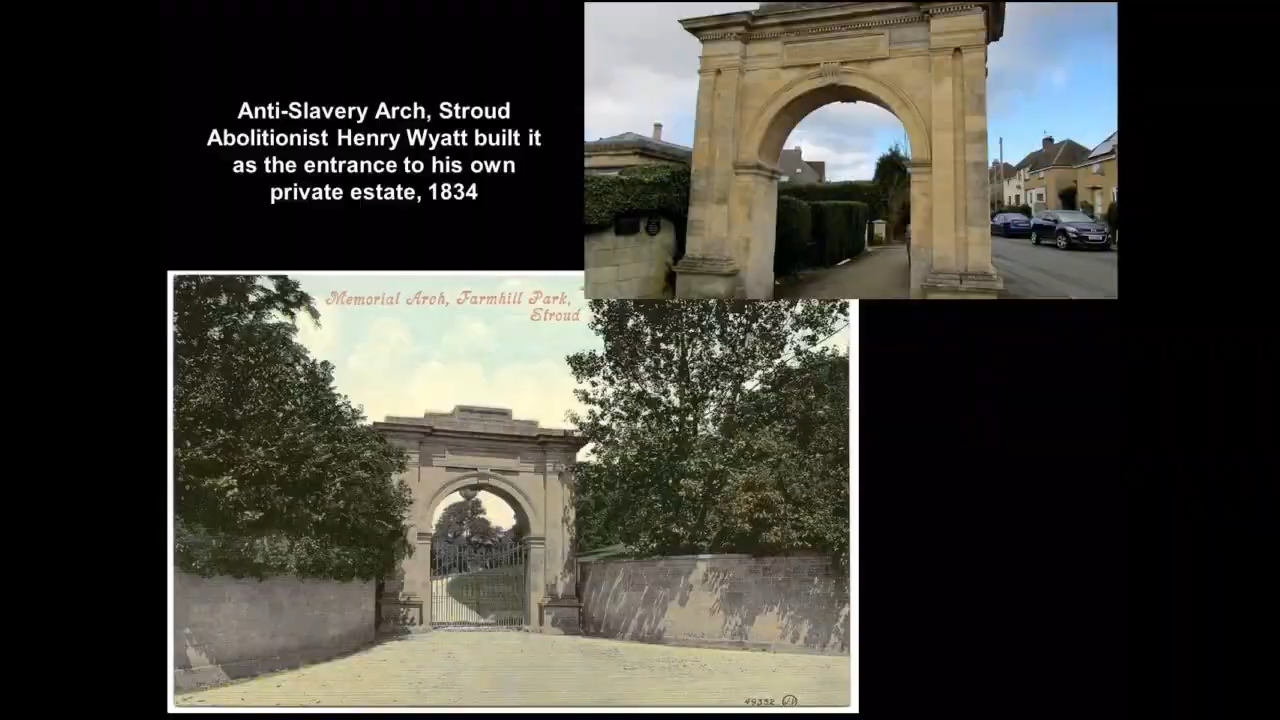 Anti-Slavery Arch, Stroud
Abolitionist Henry Wyatt built it
as the entrance to his own
private estate, 1834
Memorial Arch, Farmhill Park,
Stroud
49392